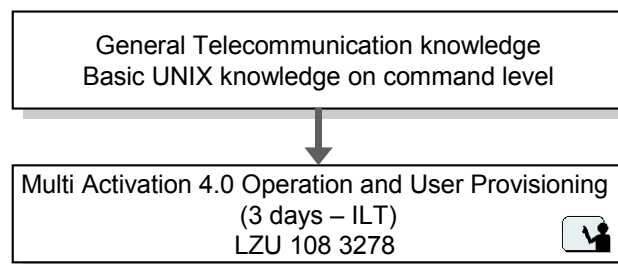 General Telecommunication knowledge
Basic UNIX knowledge on command level
Multi Activation 4.0 Operation and User Provisioning
(3 days – ILT)
LZU 108 3278